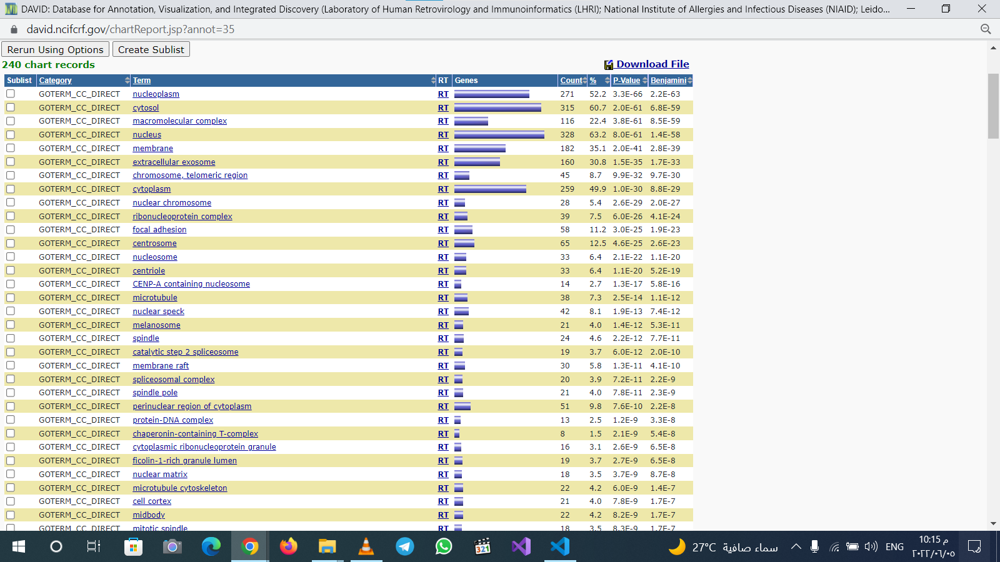 DAVID: Database for Annotation, Visualization, and Integrated Discovery (Laboratory of Human Retrovirology and Immunoinformatics (LHRI); National Institute of Allergies and Infectious Diseases (NIAID); Leido...
david.ncifcrf.gov/chartReport.jsp?annot=35
Rerun Using Options Create Sublist
240 chart records Download File
Sublist Category Term RT Genes Count % P-Value Benjamini
GOTERM_CC_DIRECT nucleoplasm RT 271 52.2 3.3E-66 2.2E-63
GOTERM_CC_DIRECT cytosol RT 315 60.7 2.0E-61 6.8E-59
GOTERM_CC_DIRECT macromolecular complex RT 116 22.4 3.8E-61 8.5E-59
GOTERM_CC_DIRECT nucleus RT 328 63.2 8.0E-61 1.4E-58
GOTERM_CC_DIRECT membrane RT 182 35.1 2.0E-41 2.8E-39
GOTERM_CC_DIRECT extracellular exosome RT 160 30.8 1.5E-35 1.7E-33
GOTERM_CC_DIRECT chromosome, telomeric region RT 45 8.7 9.9E-32 9.7E-30
GOTERM_CC_DIRECT cytoplasm RT 259 49.9 1.0E-30 8.8E-29
GOTERM_CC_DIRECT nuclear chromosome RT 28 5.4 2.6E-29 2.0E-27
GOTERM_CC_DIRECT ribonucleoprotein complex RT 39 7.5 6.0E-26 4.1E-24
GOTERM_CC_DIRECT focal adhesion RT 58 11.2 3.0E-25 1.9E-23
GOTERM_CC_DIRECT centrosome RT 65 12.5 4.6E-25 2.6E-23
GOTERM_CC_DIRECT nucleosome RT 33 6.4 2.1E-22 1.1E-20
GOTERM_CC_DIRECT centriole RT 33 6.4 1.1E-20 5.2E-19
GOTERM_CC_DIRECT CENP-A containing nucleosome RT 14 2.7 1.3E-17 5.8E-16
GOTERM_CC_DIRECT microtubule RT 38 7.3 2.5E-14 1.1E-12
GOTERM_CC_DIRECT nuclear speck RT 42 8.1 1.9E-13 7.4E-12
GOTERM_CC_DIRECT melanosome RT 21 4.0 1.4E-12 5.3E-11
GOTERM_CC_DIRECT spindle RT 24 4.6 2.2E-12 7.7E-11
GOTERM_CC_DIRECT catalytic step 2 spliceosome RT 19 3.7 6.0E-12 2.0E-10
GOTERM_CC_DIRECT membrane raft RT 30 5.8 1.3E-11 4.1E-10
GOTERM_CC_DIRECT spliceosomal complex RT 20 3.9 7.2E-11 2.2E-9
GOTERM_CC_DIRECT spindle pole RT 21 4.0 7.8E-11 2.3E-9
GOTERM_CC_DIRECT perinuclear region of cytoplasm RT 51 9.8 7.6E-10 2.2E-8
GOTERM_CC_DIRECT protein-DNA complex RT 13 2.5 1.2E-9 3.3E-8
GOTERM_CC_DIRECT chaperonin-containing T-complex RT 8 1.5 2.1E-9 5.4E-8
GOTERM_CC_DIRECT cytoplasmic ribonucleoprotein granule RT 16 3.1 2.6E-9 6.5E-8
GOTERM_CC_DIRECT ficolin-1-rich granule lumen RT 19 3.7 2.7E-9 6.5E-8
GOTERM_CC_DIRECT nuclear matrix RT 18 3.5 3.7E-9 8.7E-8
GOTERM_CC_DIRECT microtubule cytoskeleton RT 22 4.2 6.0E-9 1.4E-7
GOTERM_CC_DIRECT cell cortex RT 21 4.0 7.8E-9 1.7E-7
GOTERM_CC_DIRECT midbody RT 22 4.2 8.2E-9 1.7E-7
GOTERM_CC_DIRECT mitotic spindle RT 18 3.5 8.3E-9 1.7E-7
321 27°C سماء صافية ENG 10:15 م
٢٠٢٢/٠٦/٠٥